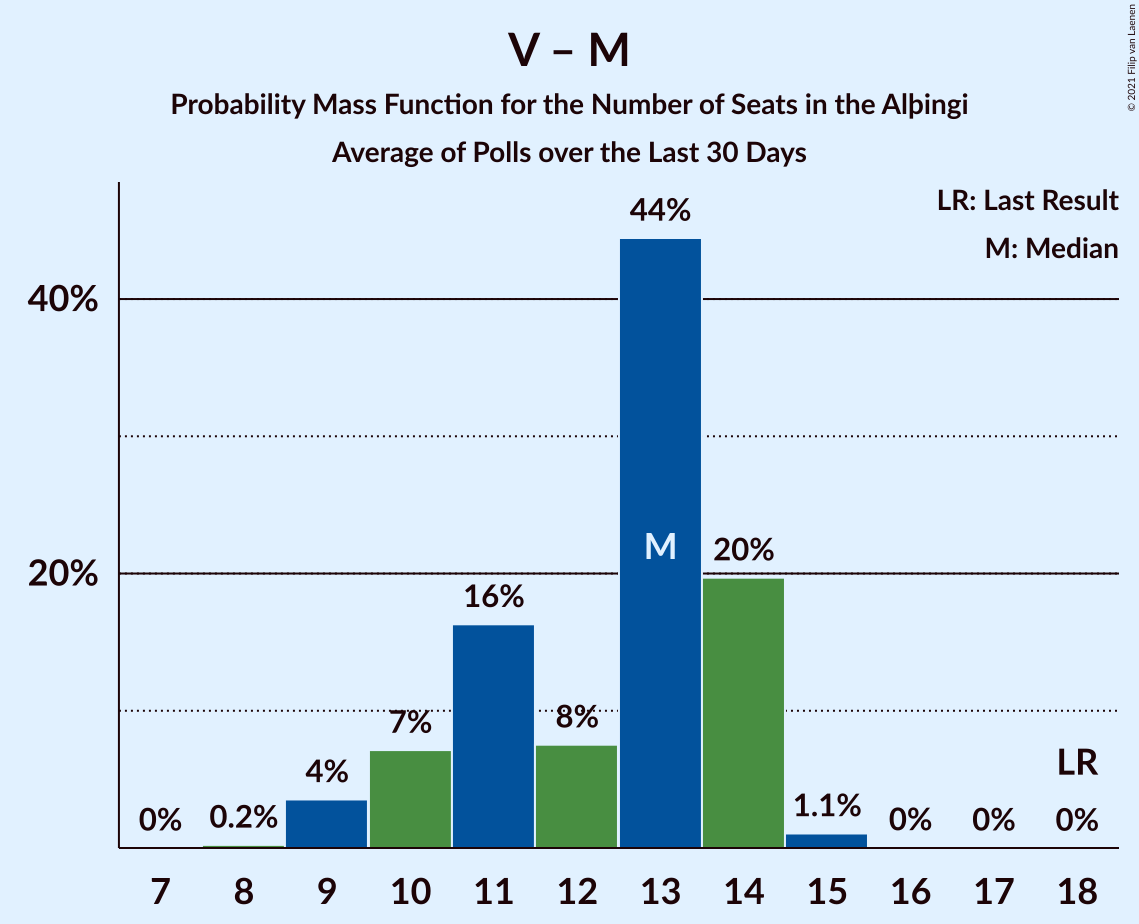 V – M
Probability Mass Function for the Number of Seats in the Alþingi
Average of Polls over the Last 30 Days
© 2021 Filip van Laenen
LR: Last Result
M: Median
44%
40%
M
20%
20%
16%
8%
7%
4%
LR
1.1%
0%
0.2%
0%
0%
0%
7 8 9 10 11 12 13 14 15 16 17 18